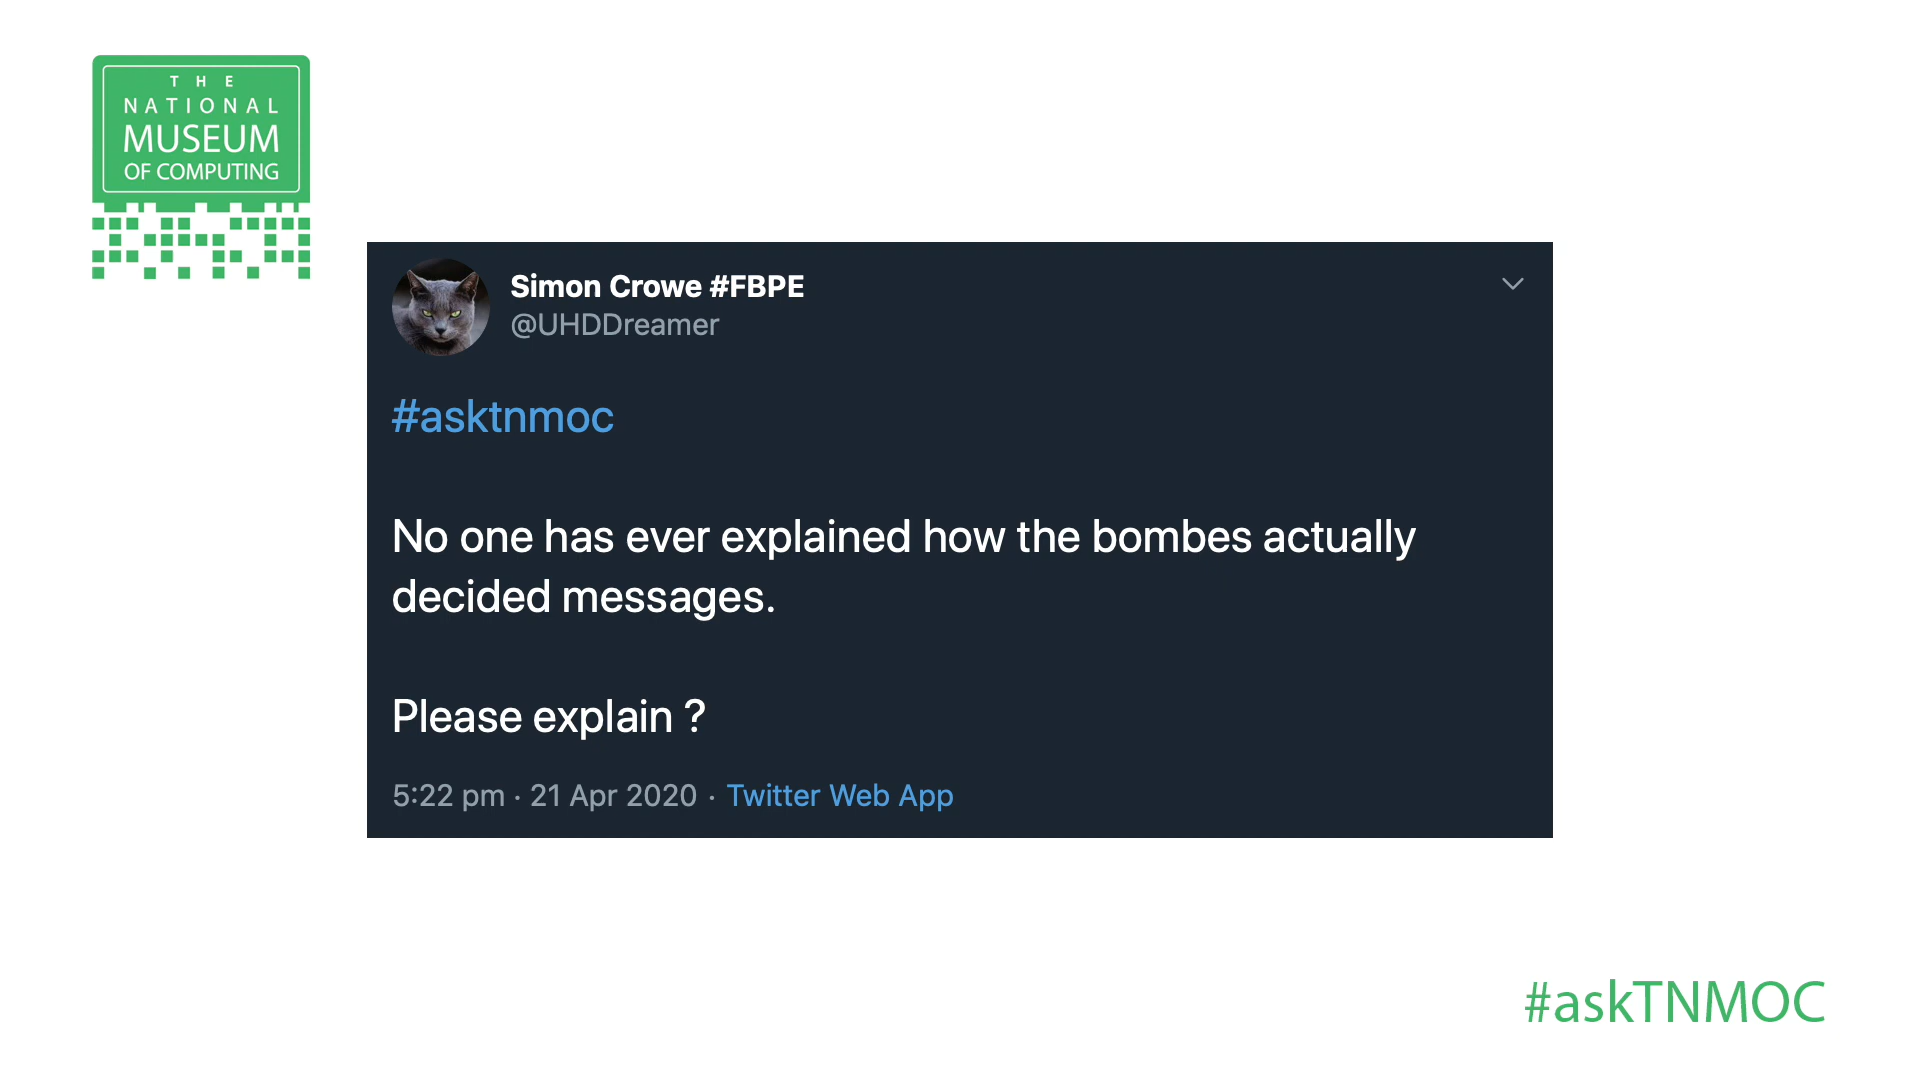 THE
NATIONAL
MUSEUM
OF COMPUTING
Simon Crowe #FBPE
@UHDDreamer
#asktnmoc
No one has ever explained how the bombes actually
decided messages.
Please explain ?
5:22 pm · 21 Apr 2020 · Twitter Web App
#askTNMOC